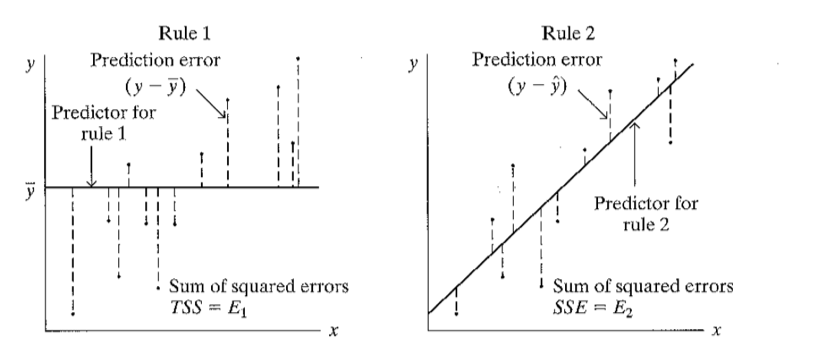 Rule 1
y
Prediction error
(y − ȳ)
Predictor for
rule 1
ȳ
Sum of squared errors
TSS = E₁
x
Rule 2
y
Prediction error
(y − ŷ)
Predictor for
rule 2
Sum of squared errors
SSE = E₂
x